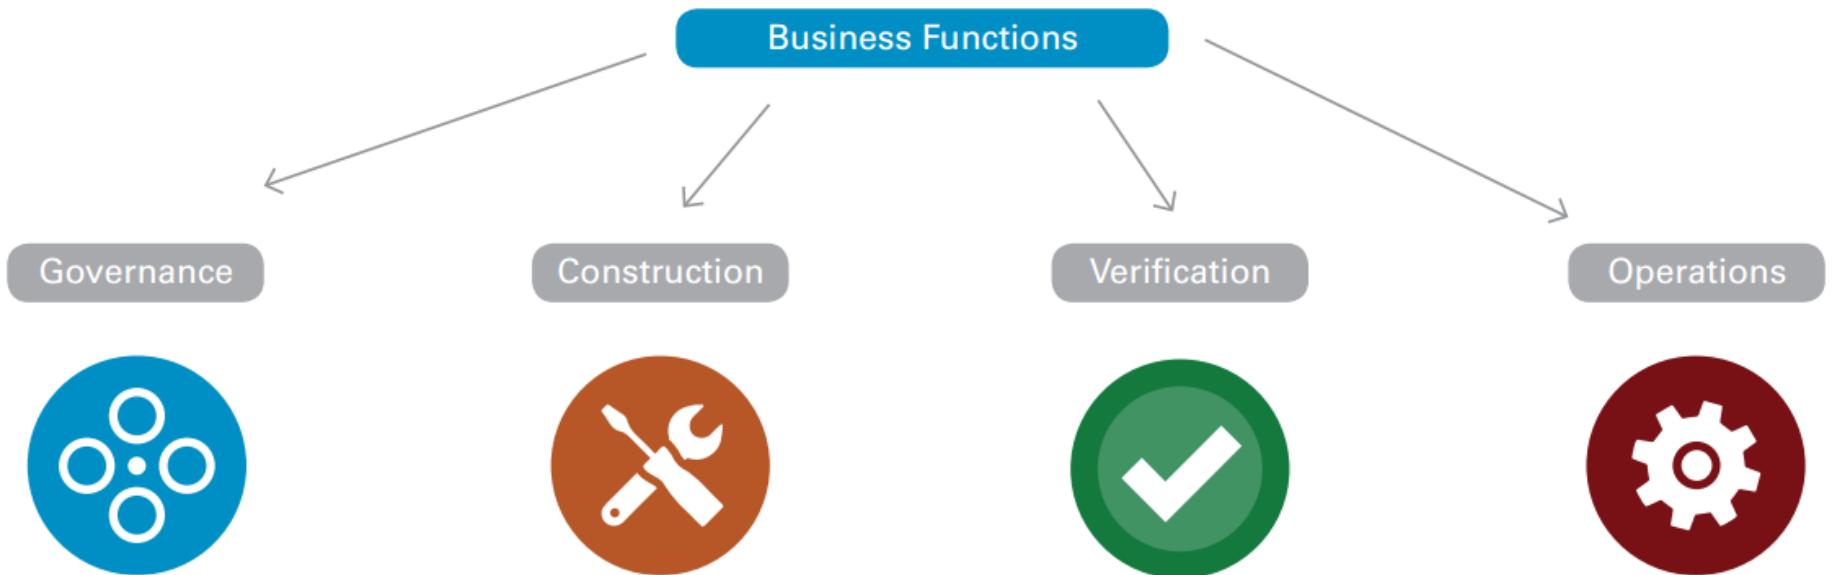 Business Functions
Governance
Construction
Verification
Operations